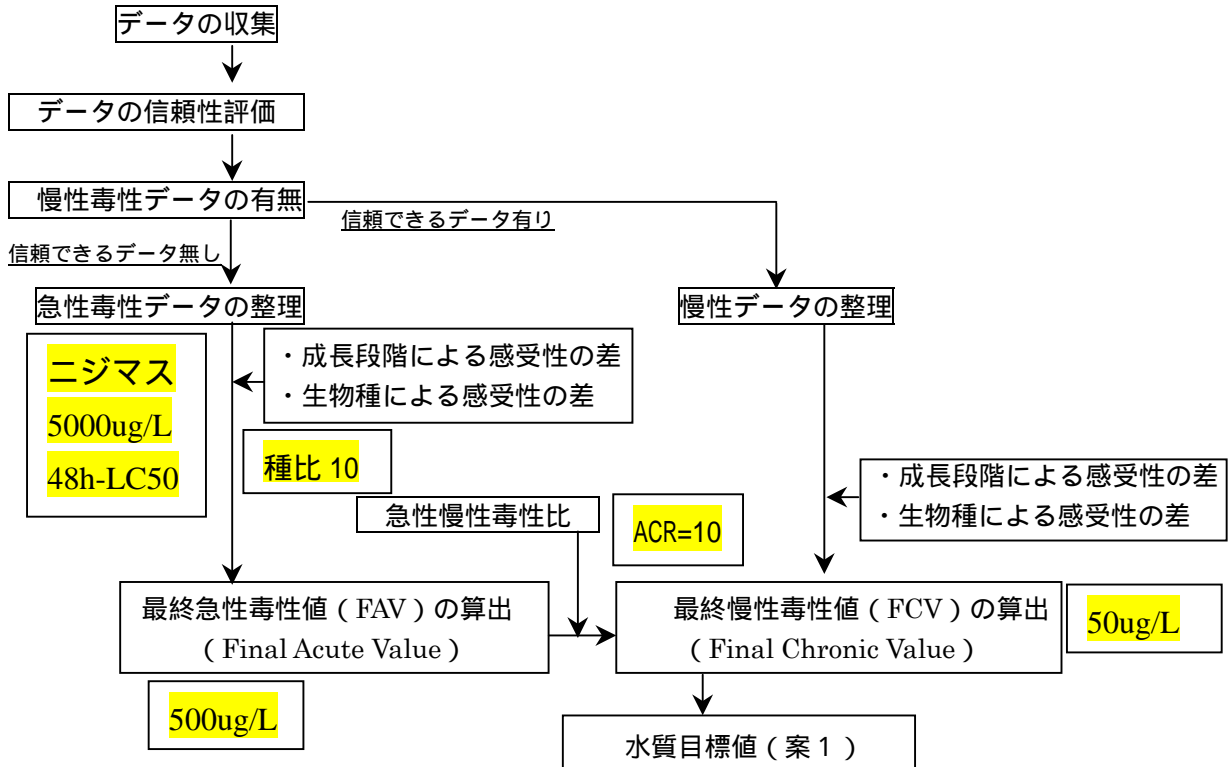 データの収集
データの信頼性評価
慢性毒性データの有無
信頼できるデータ有り
信頼できるデータ無し
急性毒性データの整理
慢性データの整理
ニジマス
5000ug/L
48h-LC50
・成長段階による感受性の差
・生物種による感受性の差
種比 10
急性慢性毒性比
ACR=10
・成長段階による感受性の差
・生物種による感受性の差
最終急性毒性値（FAV）の算出
（Final Acute Value）
最終慢性毒性値（FCV）の算出
（Final Chronic Value）
50ug/L
500ug/L
水質目標値（案１）